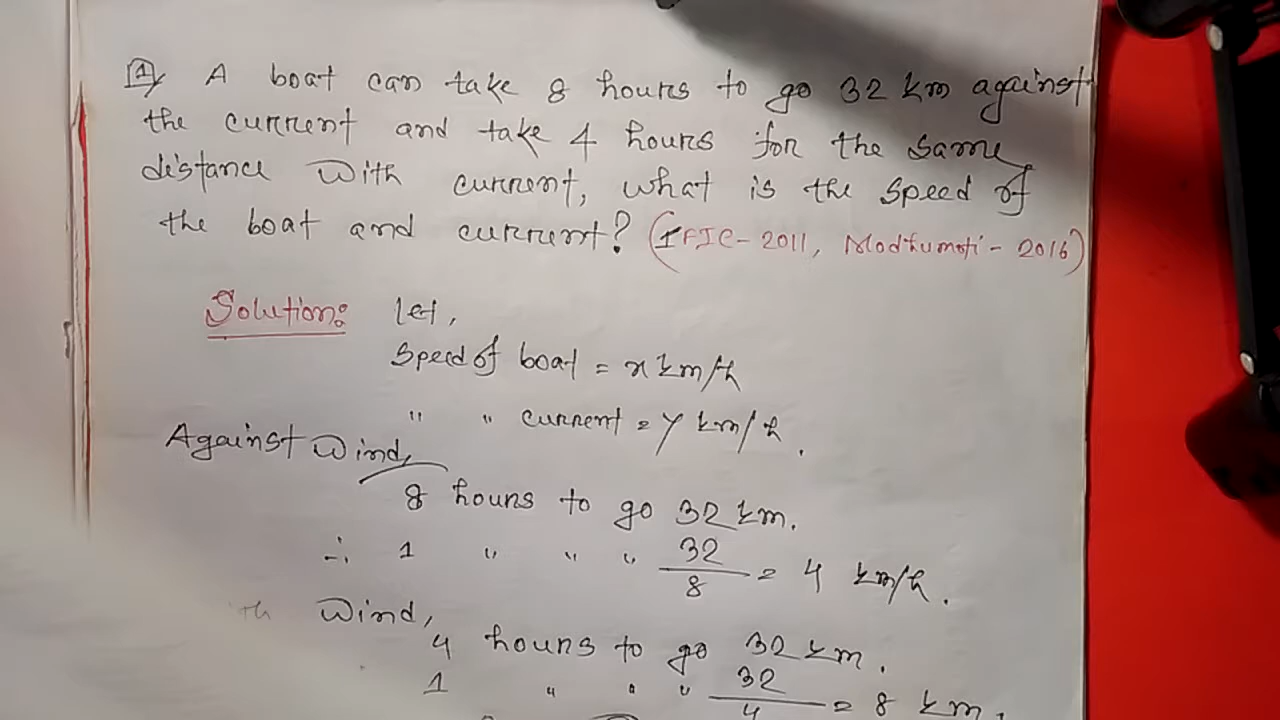 1) A boat can take 8 hours to go 32 km against
the current and take 4 hours for the same
distance with current, what is the speed of
the boat and current? (IFIC-2011, Modhumoti-2016)
Solution: let,
Speed of boat = x km/h
" " current = y km/h.
Against wind,
8 hours to go 32 km.
∴ 1 " " " 32/8 = 4 km/h.
wind,
4 hours to go 32 km.
1 " " " 32/4 = 8 km.